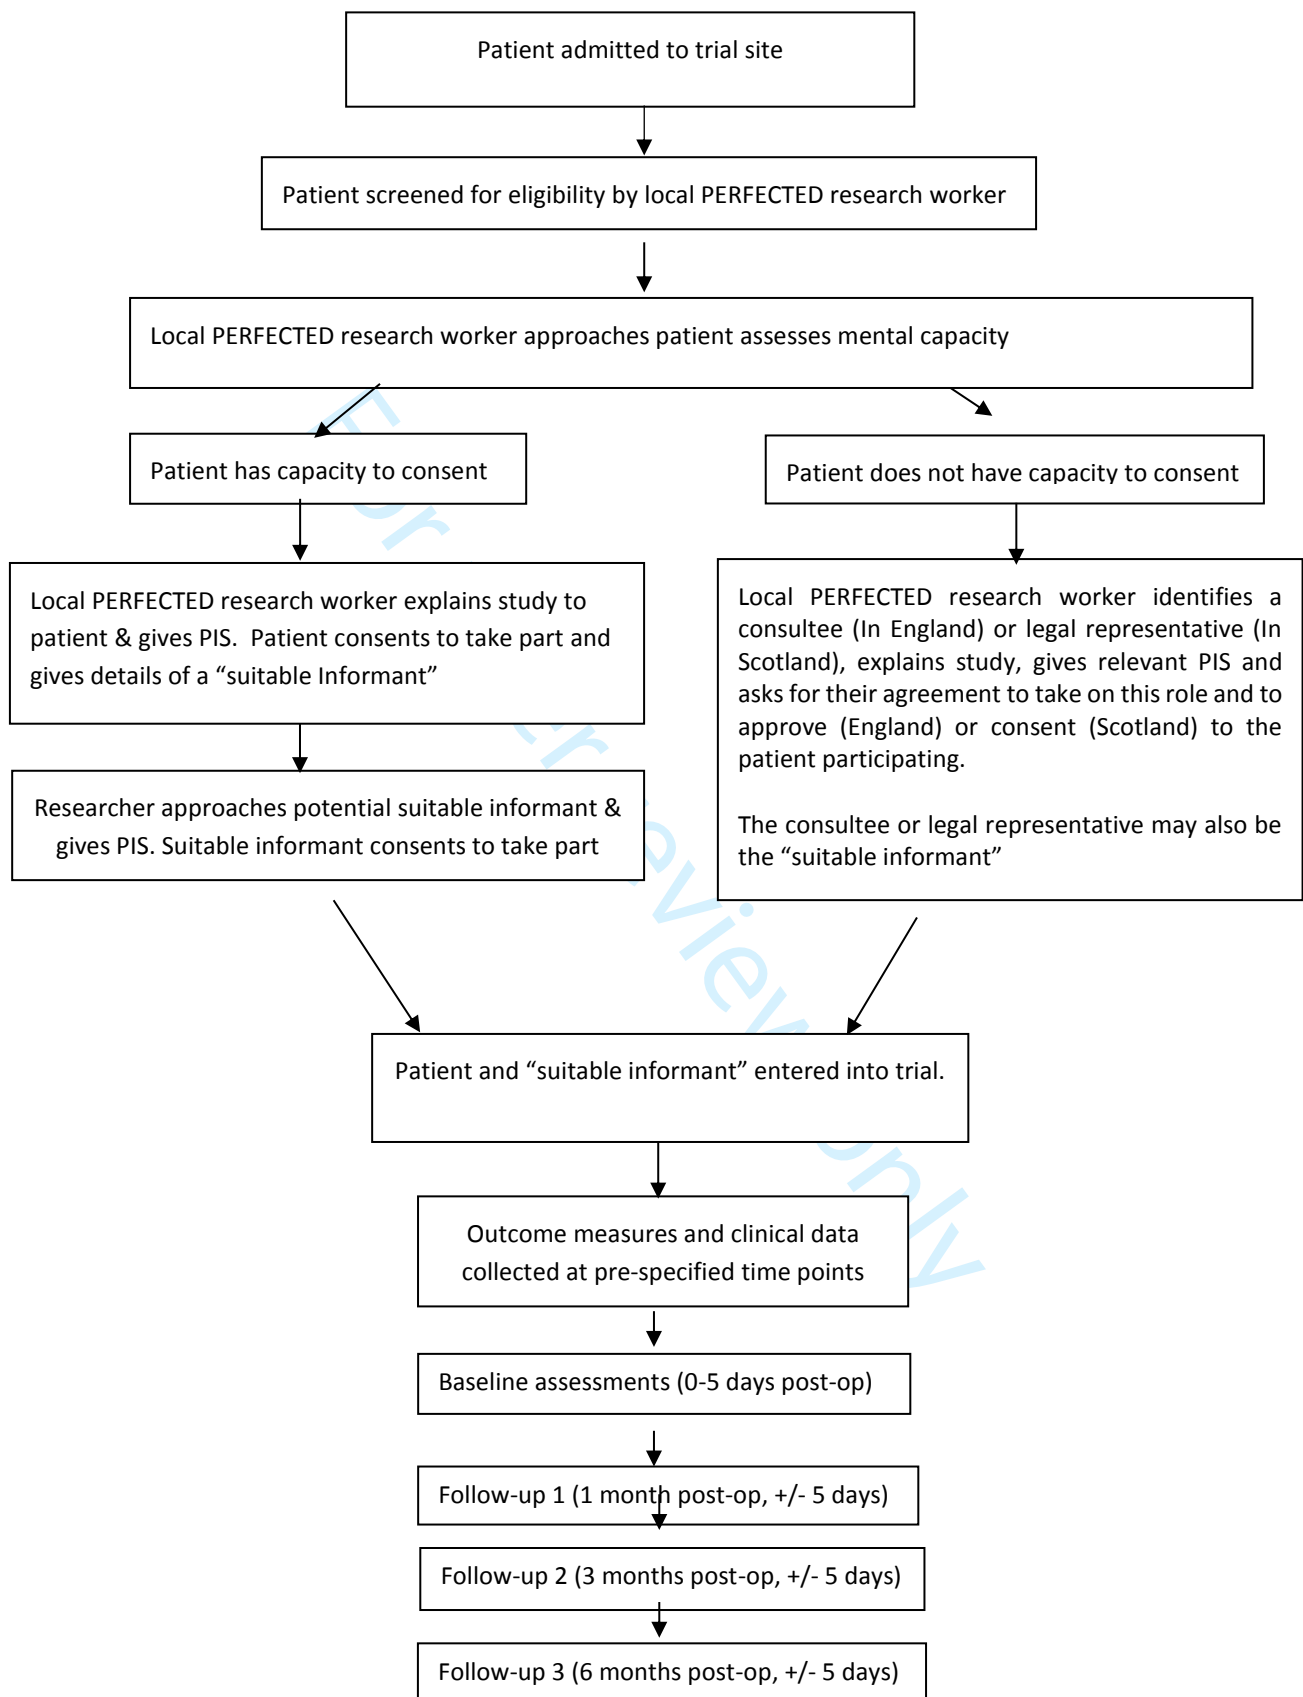 Patient admitted to trial site
Patient screened for eligibility by local PERFECTED research worker
Local PERFECTED research worker approaches patient assesses mental capacity
Patient has capacity to consent
Patient does not have capacity to consent
Local PERFECTED research worker explains study to
patient & gives PIS.  Patient consents to take part and
gives details of a “suitable Informant”
Researcher approaches potential suitable informant &
gives PIS. Suitable informant consents to take part
Local PERFECTED research worker identifies a
consultee (In England) or legal representative (In
Scotland), explains study, gives relevant PIS and
asks for their agreement to take on this role and to
approve (England) or consent (Scotland) to the
patient participating.
The consultee or legal representative may also be
the “suitable informant”
Patient and “suitable informant” entered into trial.
Outcome measures and clinical data
collected at pre-specified time points
Baseline assessments (0-5 days post-op)
Follow-up 1 (1 month post-op, +/- 5 days)
Follow-up 2 (3 months post-op, +/- 5 days)
Follow-up 3 (6 months post-op, +/- 5 days)
For review only